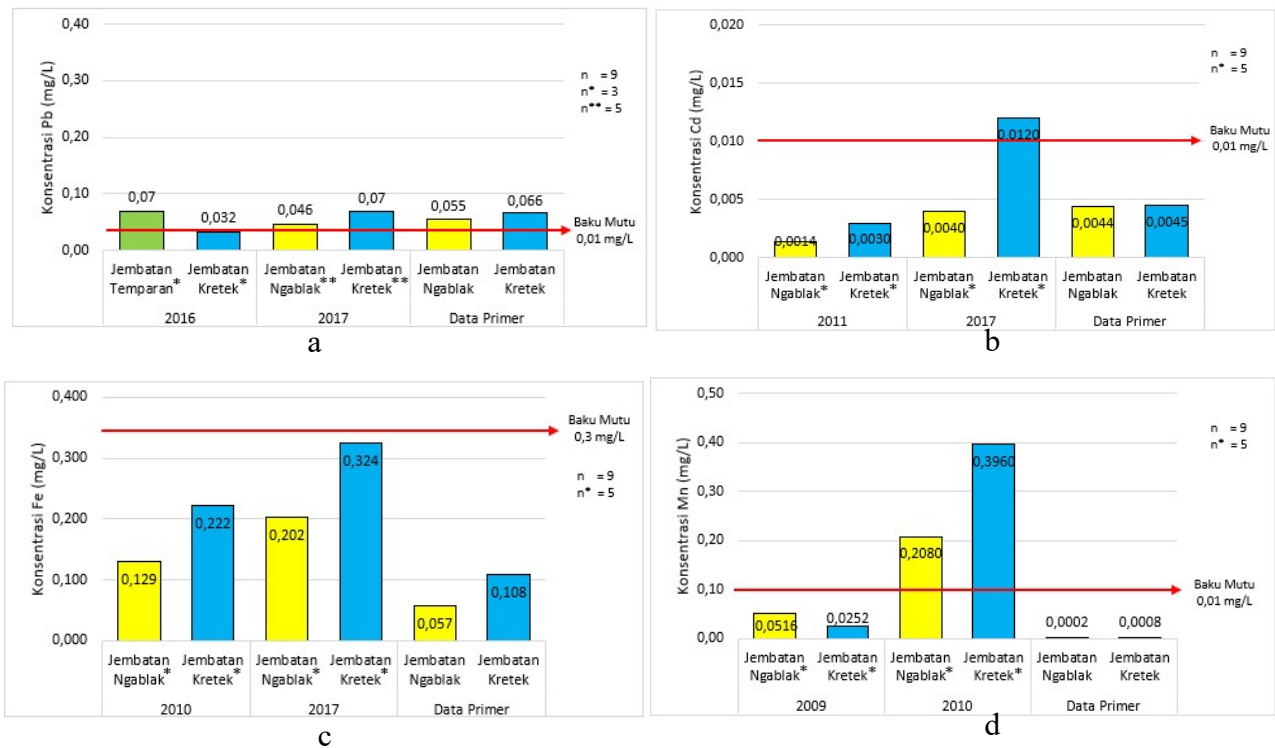 Konsentrasi Pb (mg/L)
0,40
0,30
0,20
0,10
0,00
0,07
0,032
0,046
0,07
0,055
0,066
n = 9
n* = 3
n** = 5
Baku Mutu
0,01 mg/L
Jembatan Jembatan Jembatan Jembatan Jembatan Jembatan
Temparan* Kretek* Ngablak** Kretek** Ngablak Kretek
2016 2017 Data Primer
a
Konsentrasi Cd (mg/L)
0,020
0,015
0,010
0,005
0,000
0,0014
0,0030
0,0040
0,0120
0,0044
0,0045
n = 9
n* = 5
Baku Mutu
0,01 mg/L
Jembatan Jembatan Jembatan Jembatan Jembatan Jembatan
Ngablak* Kretek* Ngablak* Kretek* Ngablak Kretek
2011 2017 Data Primer
b
Konsentrasi Fe (mg/L)
0,400
0,300
0,200
0,100
0,000
0,129
0,222
0,202
0,324
0,057
0,108
Baku Mutu
0,3 mg/L
n = 9
n* = 5
Jembatan Jembatan Jembatan Jembatan Jembatan Jembatan
Ngablak* Kretek* Ngablak* Kretek* Ngablak Kretek
2010 2017 Data Primer
c
Konsentrasi Mn (mg/L)
0,50
0,40
0,30
0,20
0,10
0,00
0,0516
0,0252
0,2080
0,3960
0,0002
0,0008
n = 9
n* = 5
Baku Mutu
0,01 mg/L
Jembatan Jembatan Jembatan Jembatan Jembatan Jembatan
Ngablak* Kretek* Ngablak* Kretek* Ngablak Kretek
2009 2010 Data Primer
d